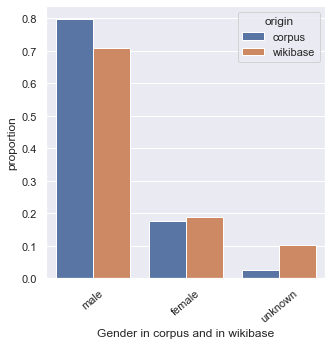 origin
corpus
wikibase
proportion
0.8
0.7
0.6
0.5
0.4
0.3
0.2
0.1
0.0
male
female
unknown
Gender in corpus and in wikibase